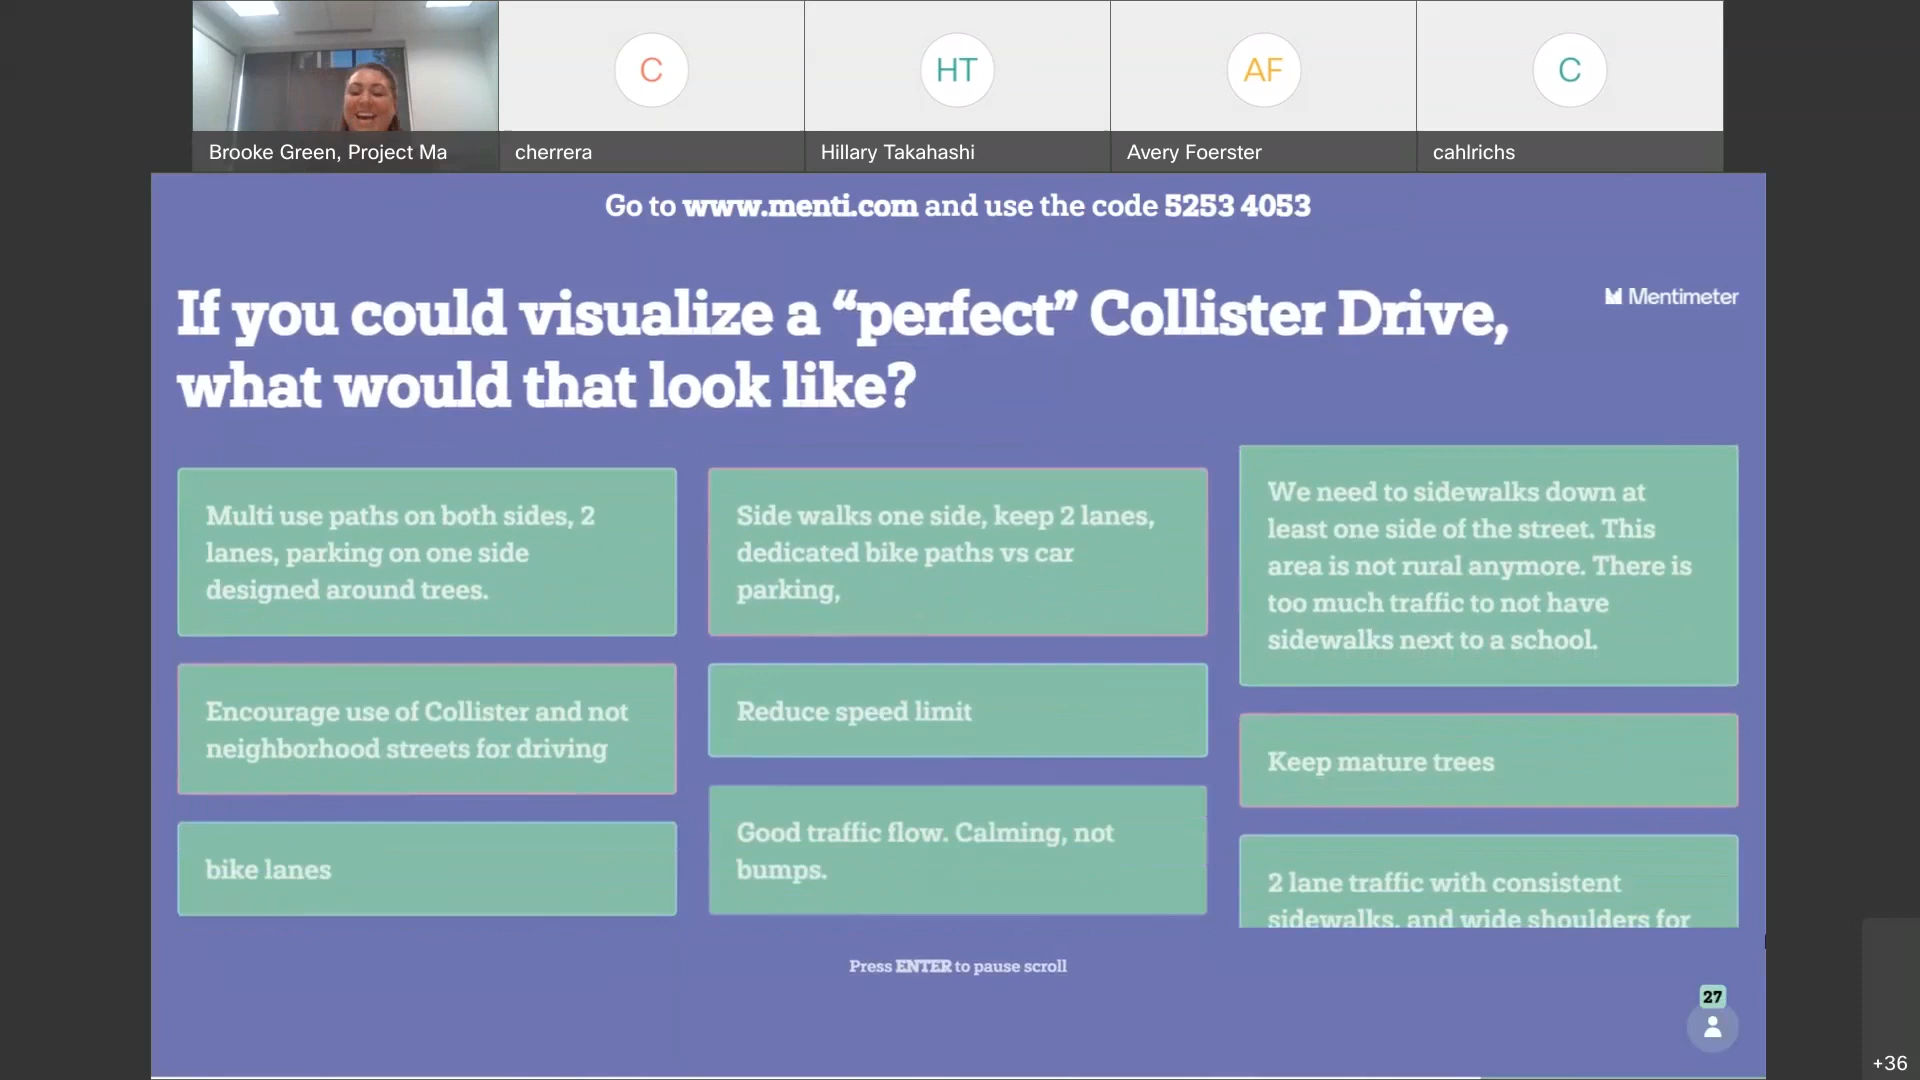 C
HT
AF
C
Brooke Green, Project Ma
cherrera
Hillary Takahashi
Avery Foerster
cahlrichs
Go to www.menti.com and use the code 5253 4053
If you could visualize a “perfect” Collister Drive,
what would that look like?
Mentimeter
Multi use paths on both sides, 2
lanes, parking on one side
designed around trees.
Encourage use of Collister and not
neighborhood streets for driving
bike lanes
Side walks one side, keep 2 lanes,
dedicated bike paths vs car
parking,
Reduce speed limit
Good traffic flow. Calming, not
bumps.
We need to sidewalks down at
least one side of the street. This
area is not rural anymore. There is
too much traffic to not have
sidewalks next to a school.
Keep mature trees
2 lane traffic with consistent
sidewalks, and wide shoulders for
Press ENTER to pause scroll
27
+36